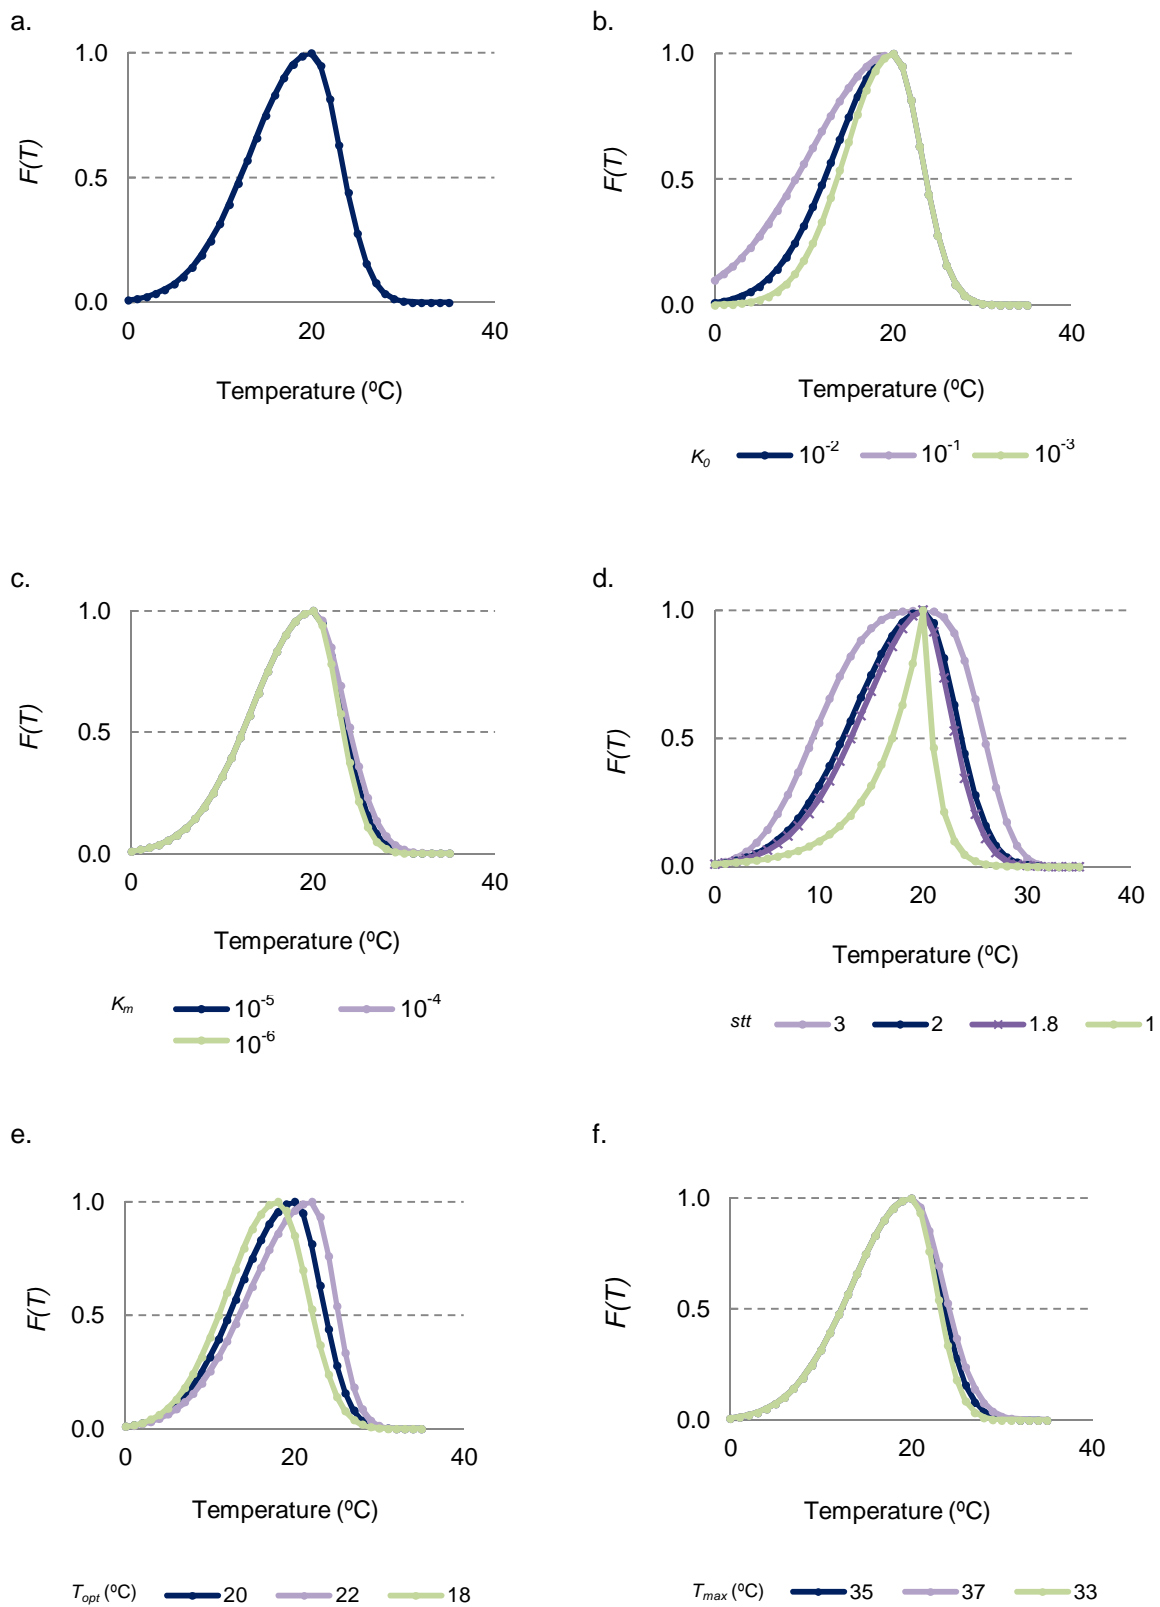 a.
1.0
0.5
0.0
F(T)
0
20
40
Temperature (ºC)
b.
1.0
0.5
0.0
F(T)
0
20
40
Temperature (ºC)
K₀ 10⁻² 10⁻¹ 10⁻³
c.
1.0
0.5
0.0
F(T)
0
20
40
Temperature (ºC)
Kₘ 10⁻⁵ 10⁻⁴
10⁻⁶
d.
1.0
0.5
0.0
F(T)
0
10
20
30
40
Temperature (ºC)
stt 3 2 1.8 1
e.
1.0
0.5
0.0
F(T)
0
20
40
Temperature (ºC)
Topt (ºC) 20 22 18
f.
1.0
0.5
0.0
F(T)
0
20
40
Temperature (ºC)
Tmax (ºC) 35 37 33